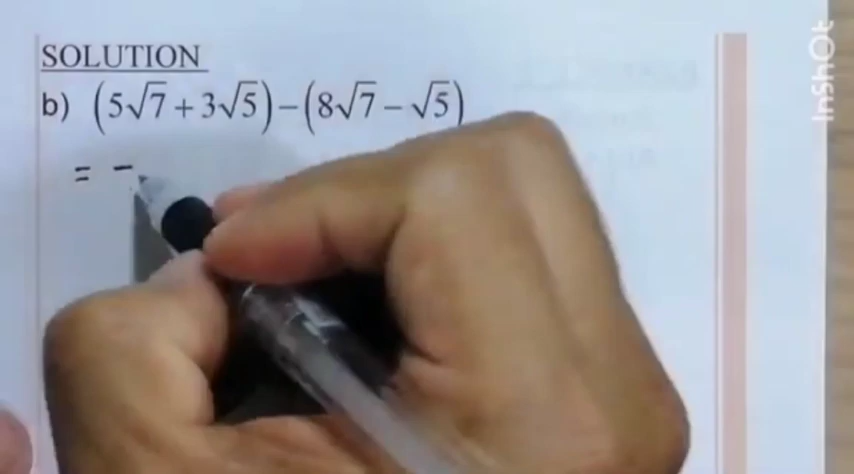 SOLUTION
b) (5√7 + 3√5) − (8√7 − √5)
= −
InShOt